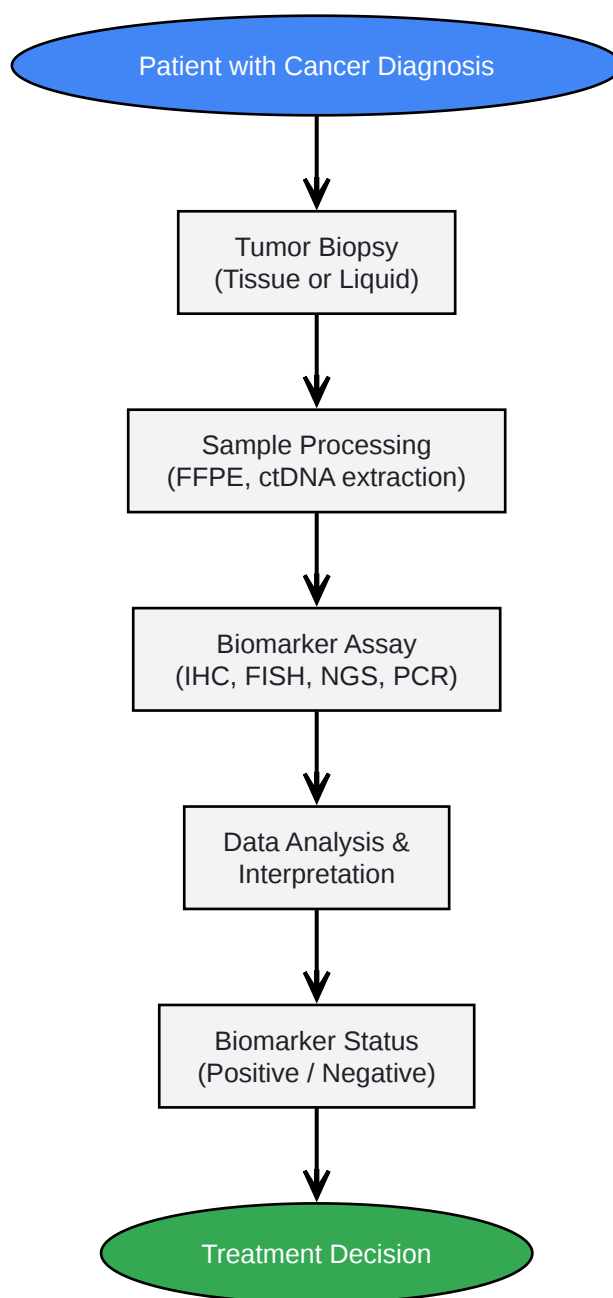 Patient with Cancer Diagnosis
Tumor Biopsy
(Tissue or Liquid)
Sample Processing
(FFPE, ctDNA extraction)
Biomarker Assay
(IHC, FISH, NGS, PCR)
Data Analysis &
Interpretation
Biomarker Status
(Positive / Negative)
Treatment Decision